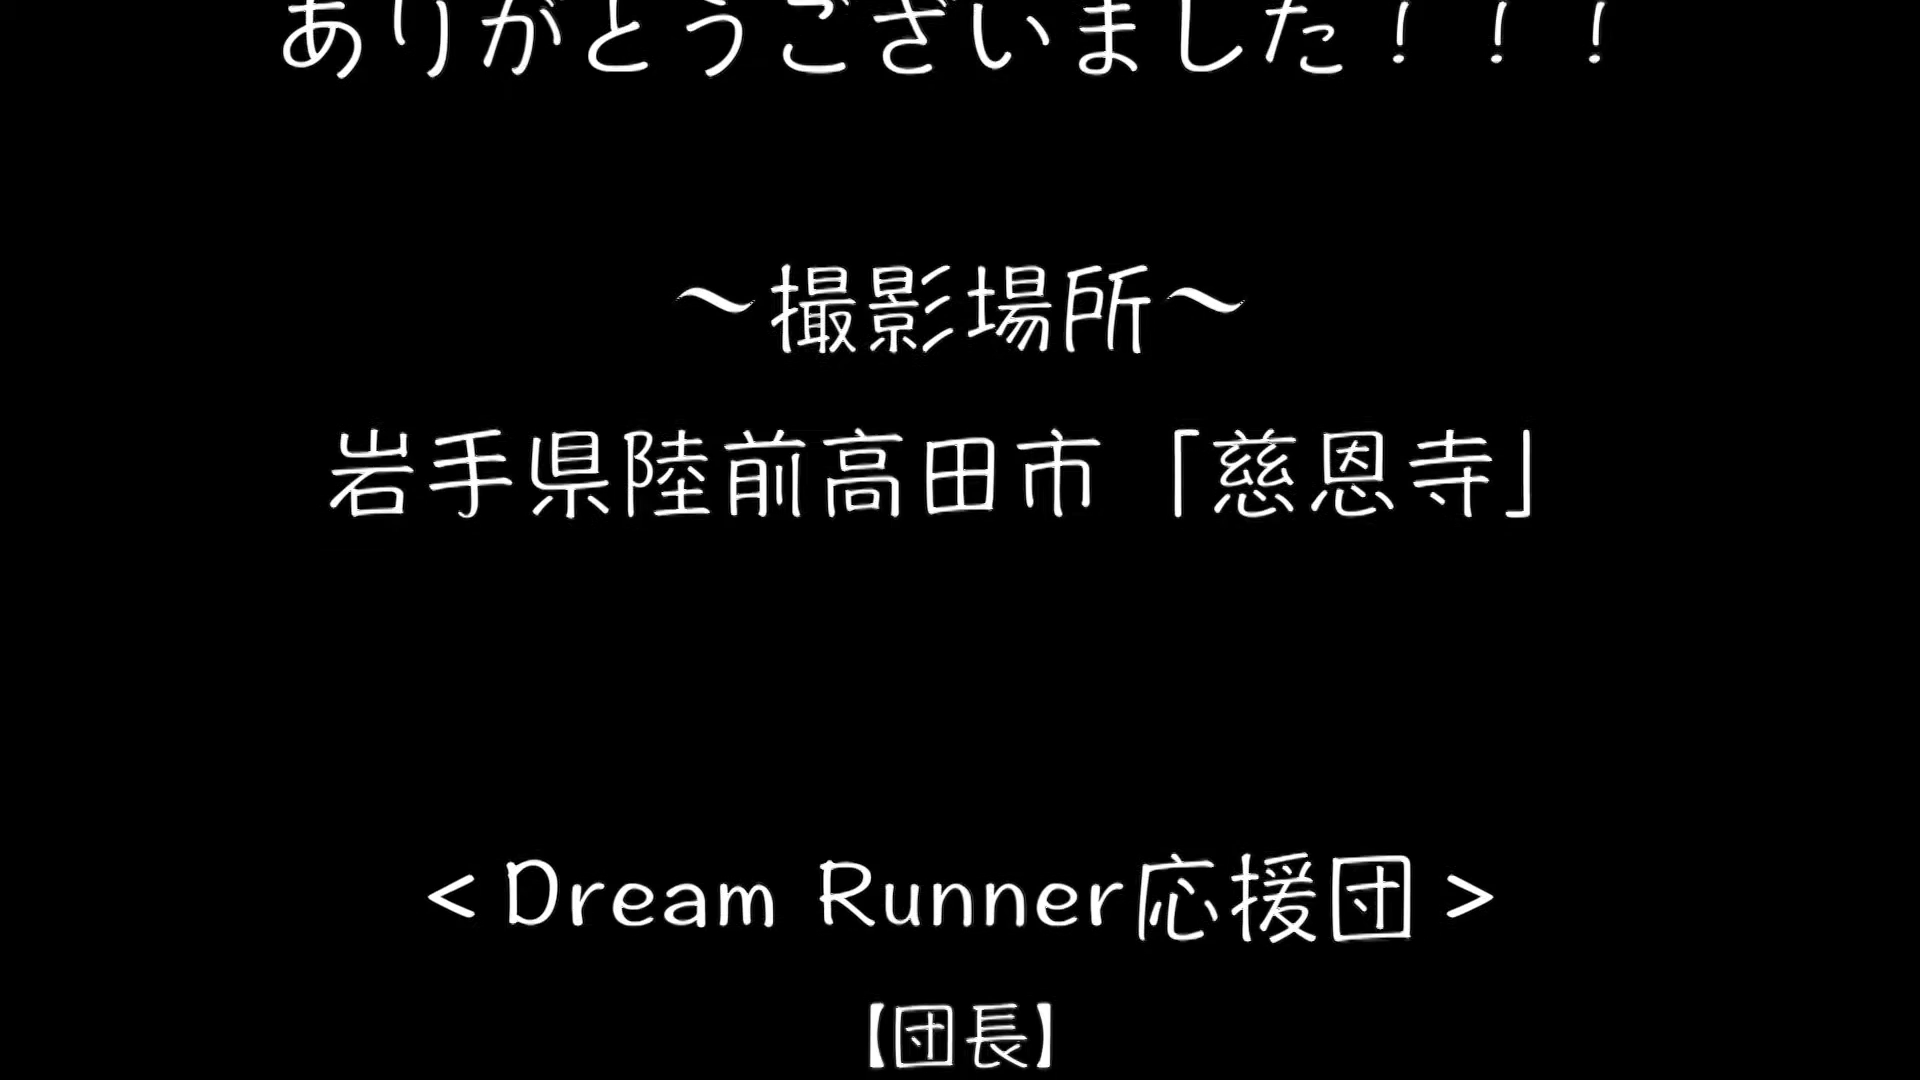 ありがとうございました！！！
～撮影場所～
岩手県陸前高田市「慈恩寺」
＜Dream Runner応援団＞
【団長】